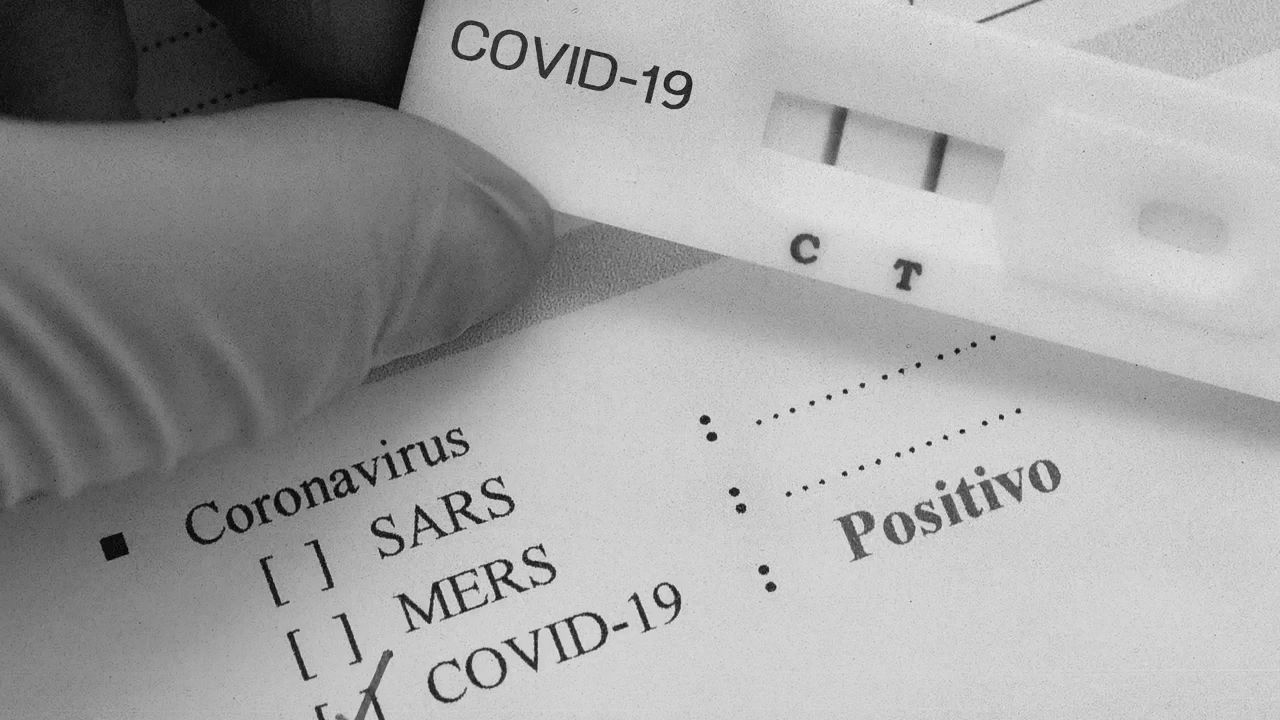 COVID-19
C T
Coronavirus
[ ] SARS : ....................
[ ] MERS : ....................
[✓] COVID-19 : Positivo